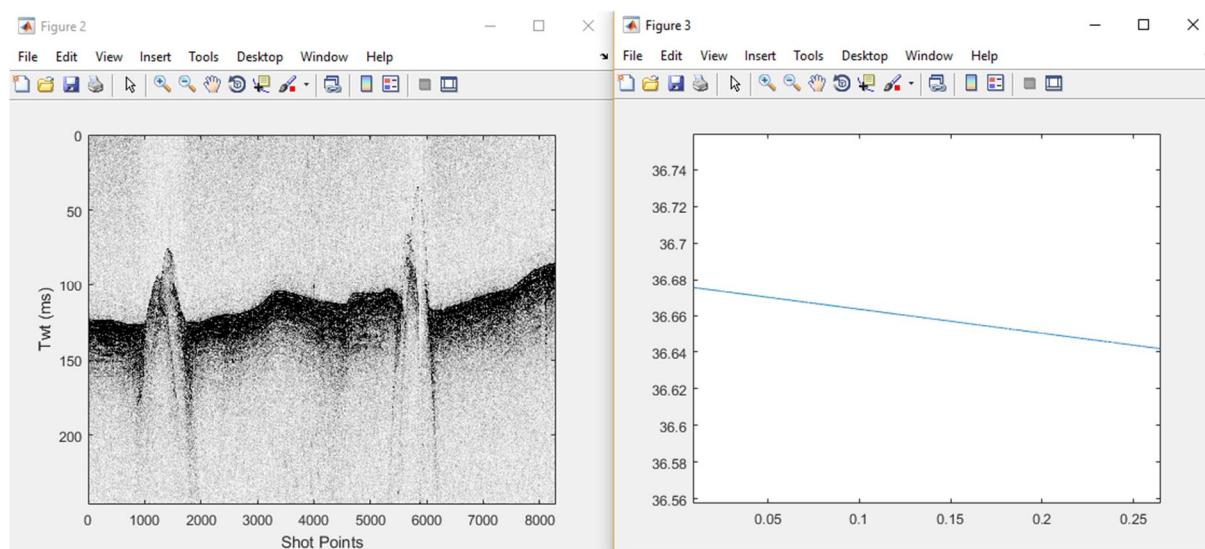 Figure 2
File Edit View Insert Tools Desktop Window Help
0
50
100
150
200
Twt (ms)
0 1000 2000 3000 4000 5000 6000 7000 8000
Shot Points
Figure 3
File Edit View Insert Tools Desktop Window Help
36.74
36.72
36.7
36.68
36.66
36.64
36.62
36.6
36.58
36.56
0.05 0.1 0.15 0.2 0.25